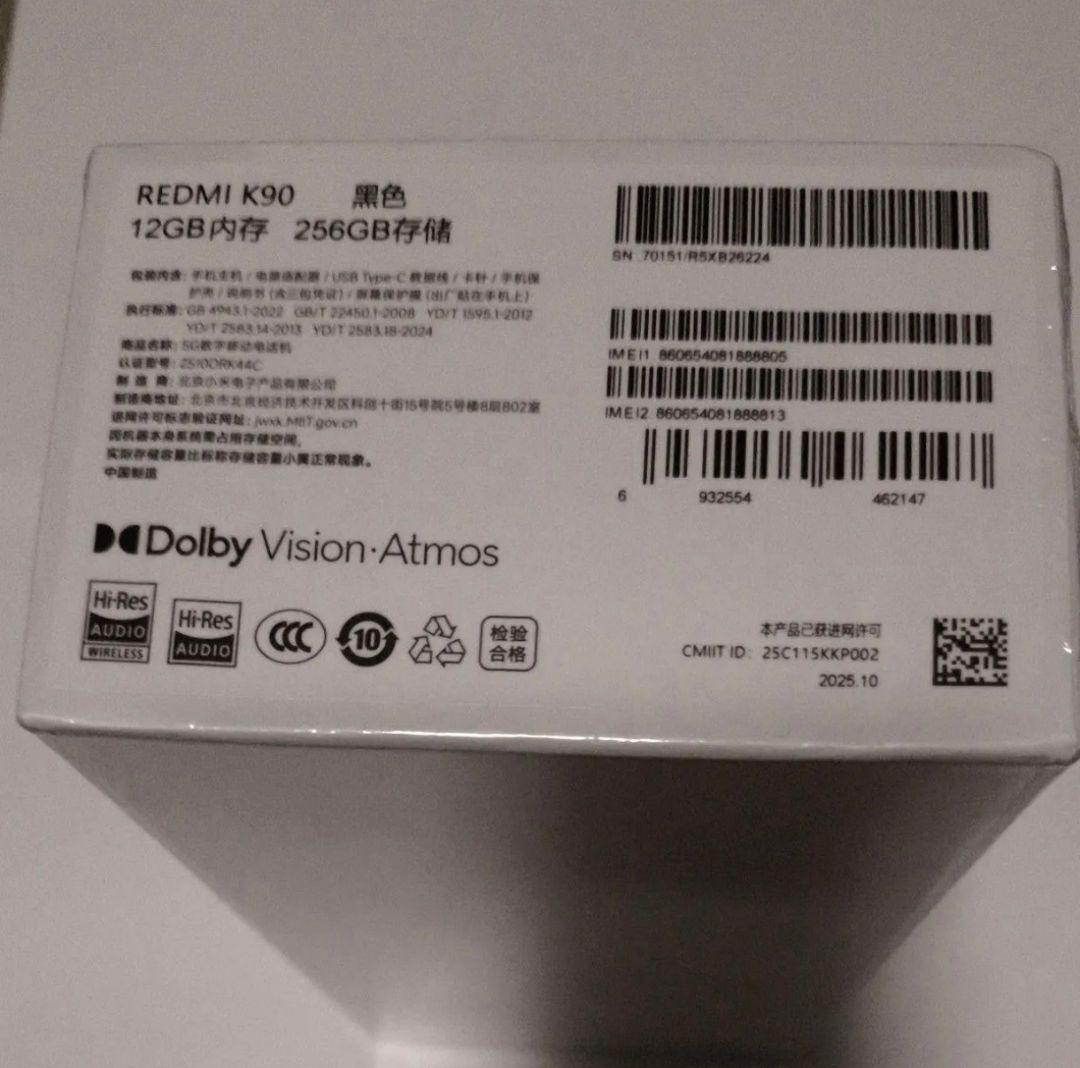 REDMI K90 黑色
12GB内存 256GB存储
包装内含: 手机主机 / 电源适配器 / USB Type-C 数据线 / 卡针 / 手机保
护壳 / 说明书 (含三包凭证) / 屏幕保护膜 (出厂贴在手机上)
执行标准: GB 4943.1-2022 GB/T 22450.1-2008 YD/T 1595.1-2012
YD/T 2583.14-2013 YD/T 2583.18-2024
商品名称: 5G数字移动电话机
认证型号: 2510DRK44C
制 造 商: 北京小米电子产品有限公司
制造商地址: 北京市北京经济技术开发区科创十街15号院5号楼8层802室
进网许可标志验证网址: jwxk.MIIT.gov.cn
因机器本身系统需占用存储空间,
实际存储容量比标称存储容量小属正常现象。
中国制造
Dolby Vision·Atmos
Hi-Res
AUDIO
WIRELESS
Hi-Res
AUDIO
CCC
10
检验
合格
SN: 70151/R5XB26224
IMEI1 860654081888805
IMEI2 860654081888813
6 932554 462147
本产品已获进网许可
CMIIT ID: 25C115KKP002
2025.10